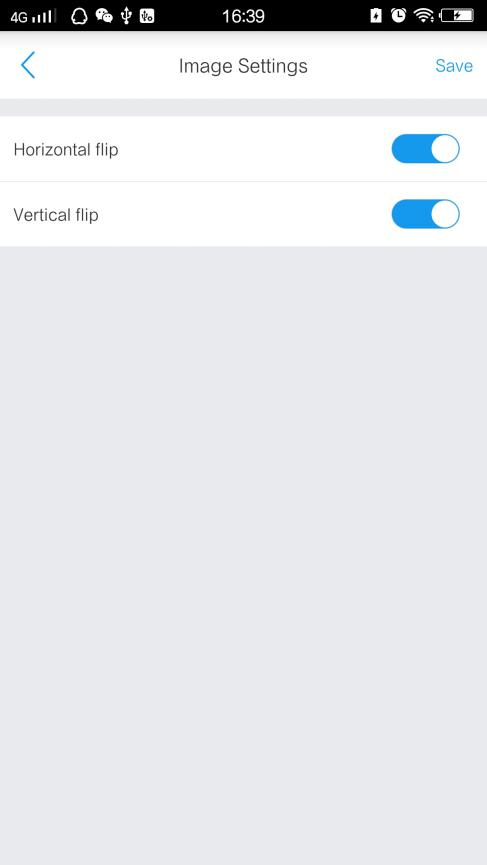 4G 16:39
Image Settings Save
Horizontal flip
Vertical flip